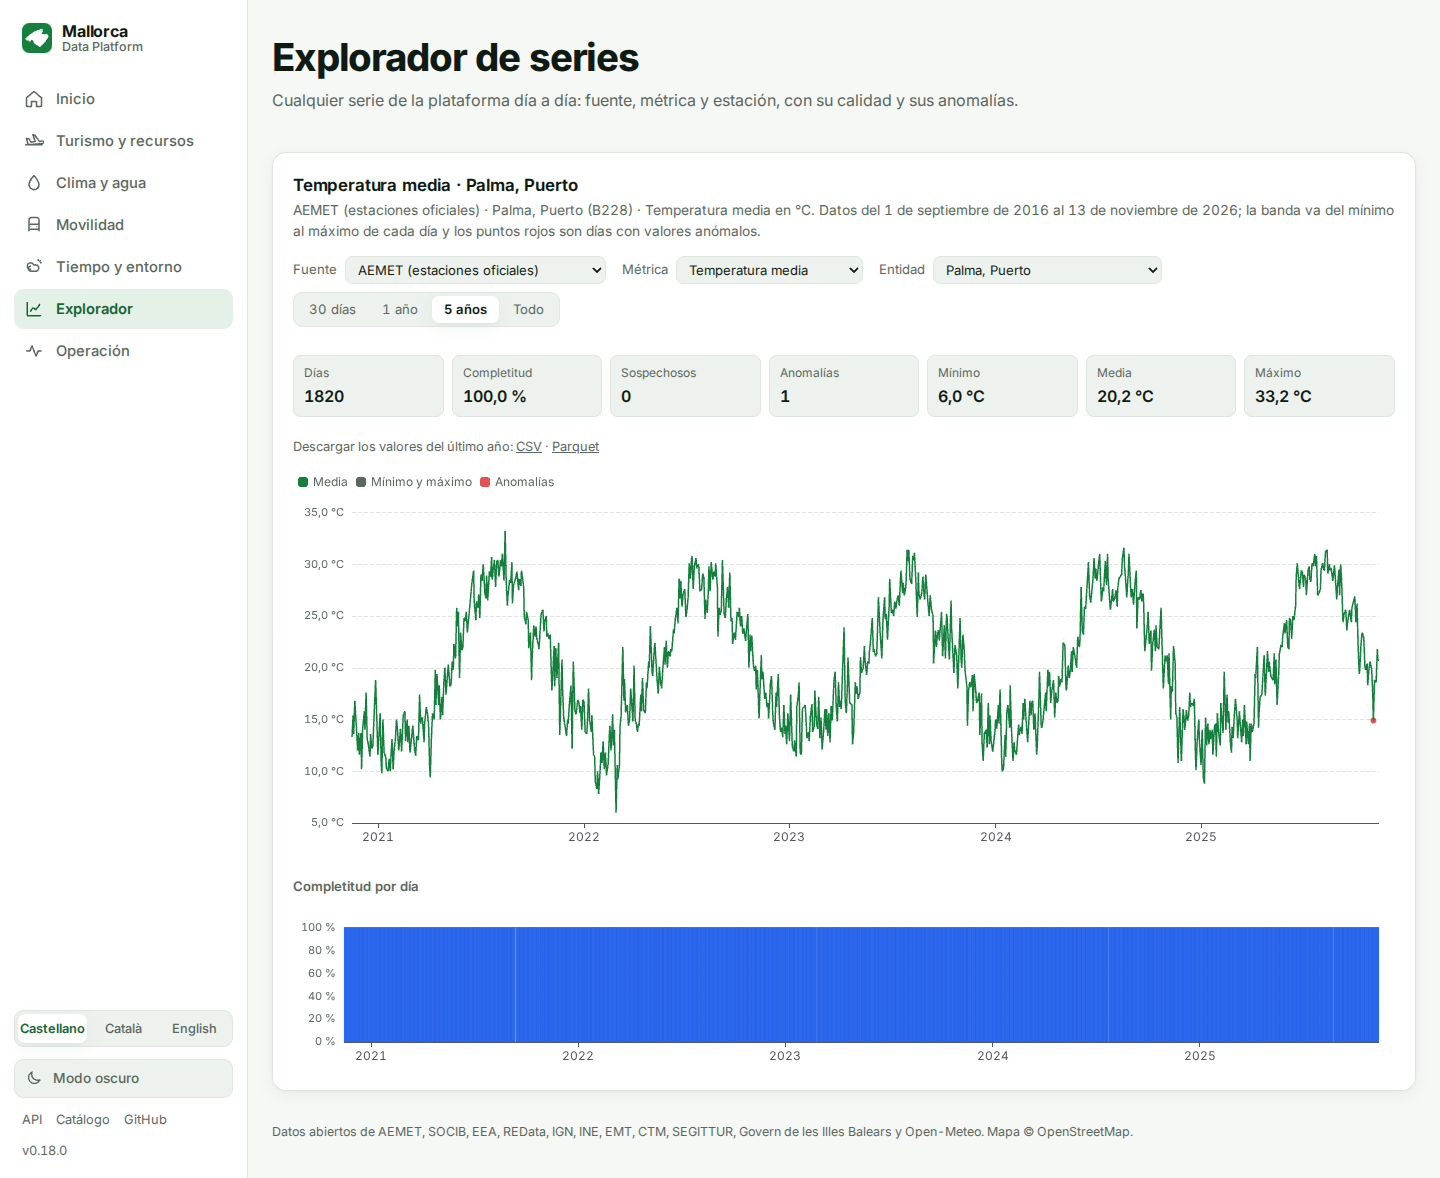 Mallorca
Data Platform
Inicio
Turismo y recursos
Clima y agua
Movilidad
Tiempo y entorno
Explorador
Operación
Castellano Català English
Modo oscuro
API Catálogo GitHub
v0.18.0
Explorador de series
Cualquier serie de la plataforma día a día: fuente, métrica y estación, con su calidad y sus anomalías.
Temperatura media · Palma, Puerto
AEMET (estaciones oficiales) · Palma, Puerto (B228) · Temperatura media en °C. Datos del 1 de septiembre de 2016 al 13 de noviembre de 2026; la banda va del mínimo
al máximo de cada día y los puntos rojos son días con valores anómalos.
Fuente AEMET (estaciones oficiales) Métrica Temperatura media Entidad Palma, Puerto
30 días 1 año 5 años Todo
Días Completitud Sospechosos Anomalías Mínimo Media Máximo
1820 100,0 % 0 1 6,0 °C 20,2 °C 33,2 °C
Descargar los valores del último año: CSV · Parquet
Media Mínimo y máximo Anomalías
35,0 °C
30,0 °C
25,0 °C
20,0 °C
15,0 °C
10,0 °C
5,0 °C
2021 2022 2023 2024 2025
Completitud por día
100 %
80 %
60 %
40 %
20 %
0 %
2021 2022 2023 2024 2025
Datos abiertos de AEMET, SOCIB, EEA, REData, IGN, INE, EMT, CTM, SEGITTUR, Govern de les Illes Balears y Open-Meteo. Mapa © OpenStreetMap.